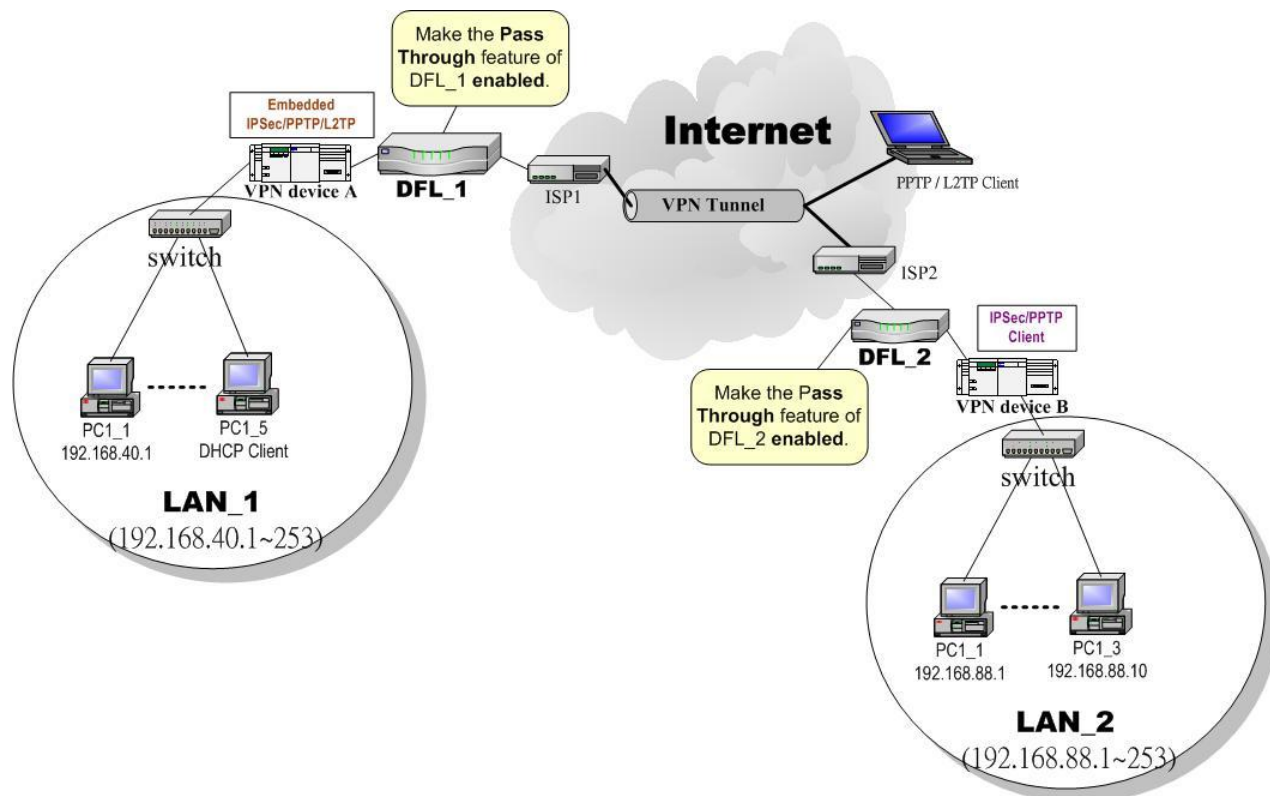 Make the Pass
Through feature of
DFL_1 enabled.
Embedded
IPSec/PPTP/L2TP
VPN device A
DFL_1
ISP1
Internet
VPN Tunnel
PPTP / L2TP Client
switch
PC1_1
192.168.40.1
PC1_5
DHCP Client
LAN_1
(192.168.40.1~253)
ISP2
DFL_2
IPSec/PPTP
Client
Make the Pass
Through feature of
DFL_2 enabled.
VPN device B
switch
PC1_1
192.168.88.1
PC1_3
192.168.88.10
LAN_2
(192.168.88.1~253)